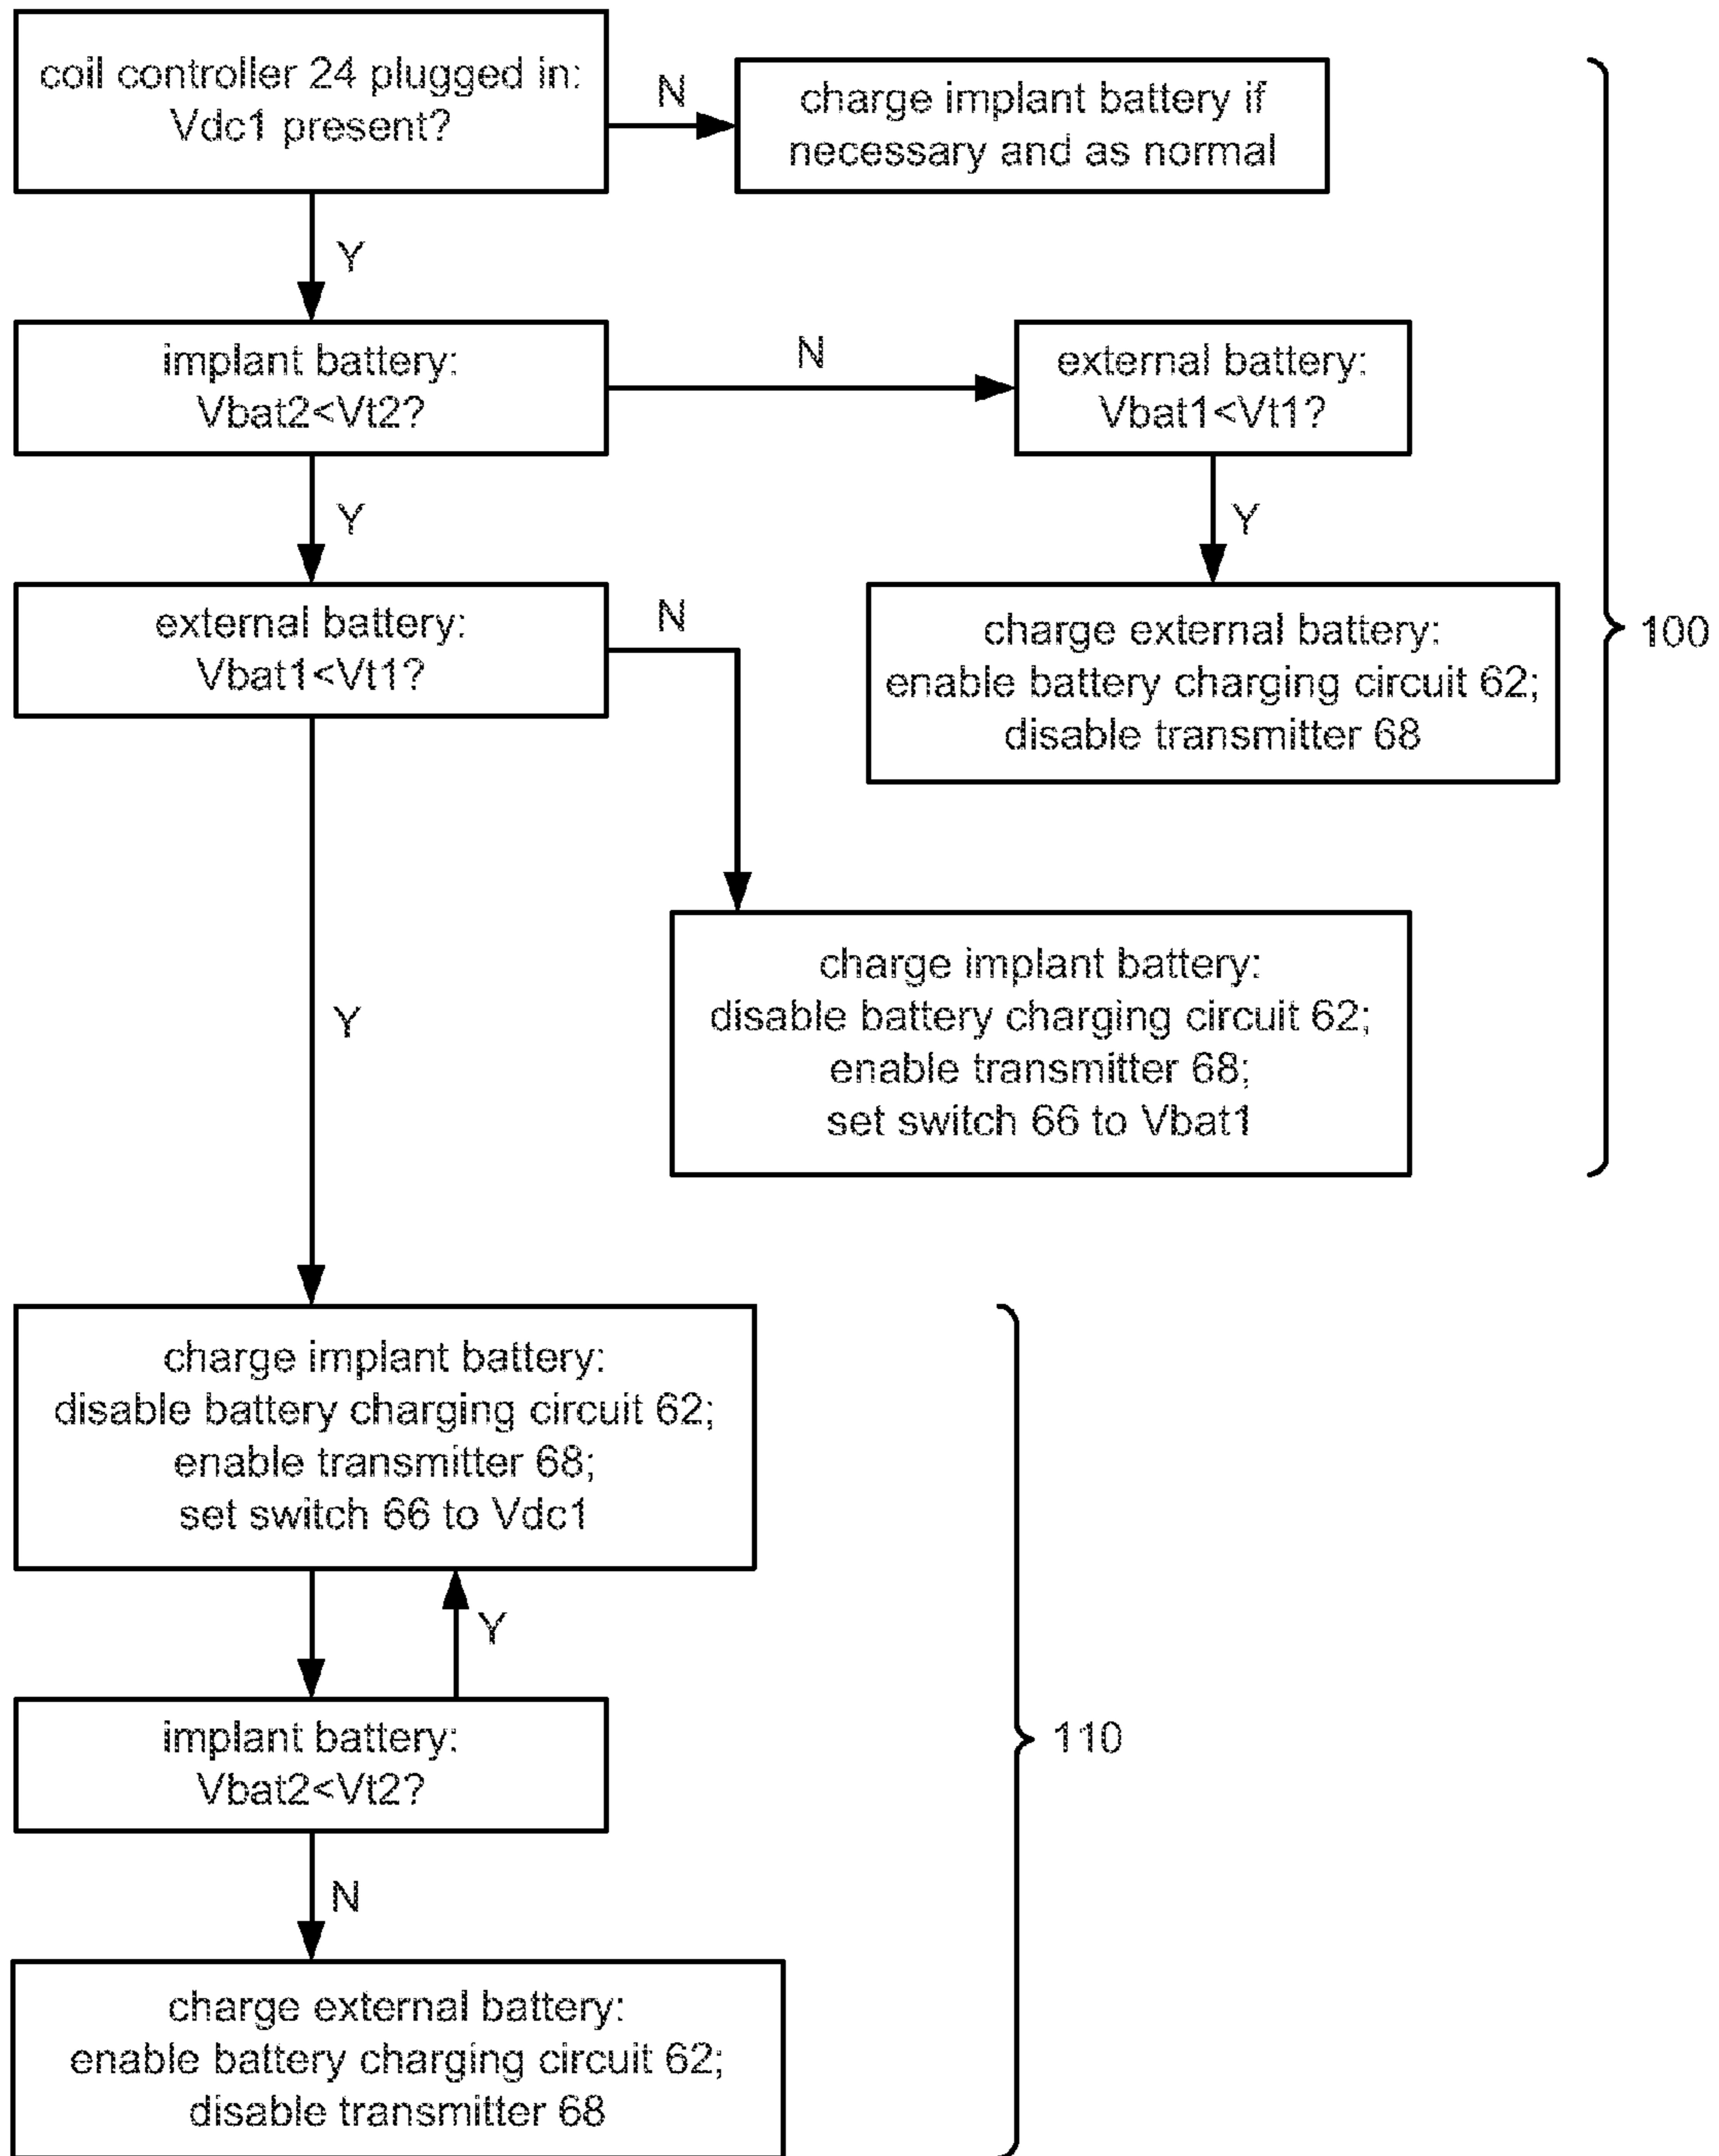 coil controller 24 plugged in:
Vdc1 present?
N
charge implant battery if
necessary and as normal
Y
implant battery:
Vbat2<Vt2?
N
external battery:
Vbat1<Vt1?
Y
Y
external battery:
Vbat1<Vt1?
N
charge external battery:
enable battery charging circuit 62;
disable transmitter 68
100
Y
charge implant battery:
disable battery charging circuit 62;
enable transmitter 68;
set switch 66 to Vbat1
charge implant battery:
disable battery charging circuit 62;
enable transmitter 68;
set switch 66 to Vdc1
Y
implant battery:
Vbat2<Vt2?
110
N
charge external battery:
enable battery charging circuit 62;
disable transmitter 68